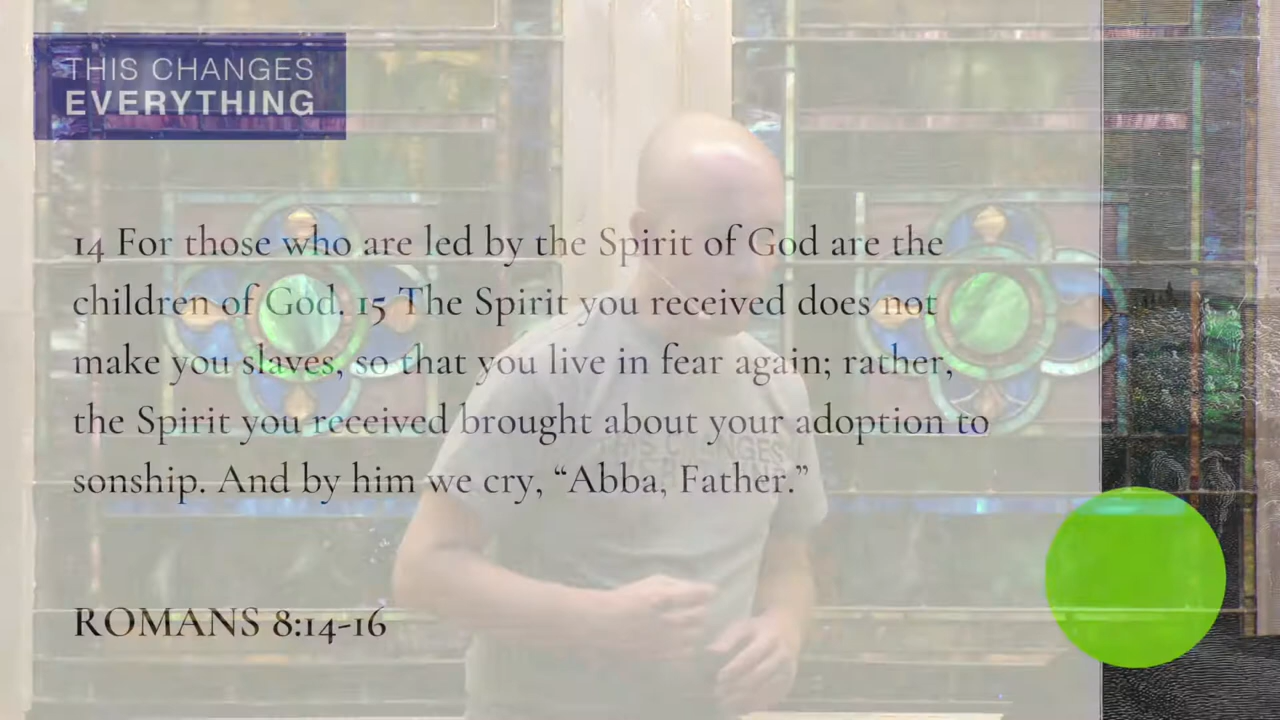 THIS CHANGES
EVERYTHING
14 For those who are led by the Spirit of God are the
children of God. 15 The Spirit you received does not
make you slaves, so that you live in fear again; rather,
the Spirit you received brought about your adoption to
sonship. And by him we cry, “Abba, Father.”
THIS CHANGES
ROMANS 8:14-16